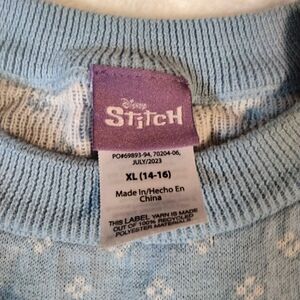 Disney
Stitch
PO#69893-94, 70204-06,
JULY/2023
XL (14-16)
Made In/Hecho En
China
THIS LABEL YARN IS MADE
OUT OF 100% RECYCLED
POLYESTER MATERIALS